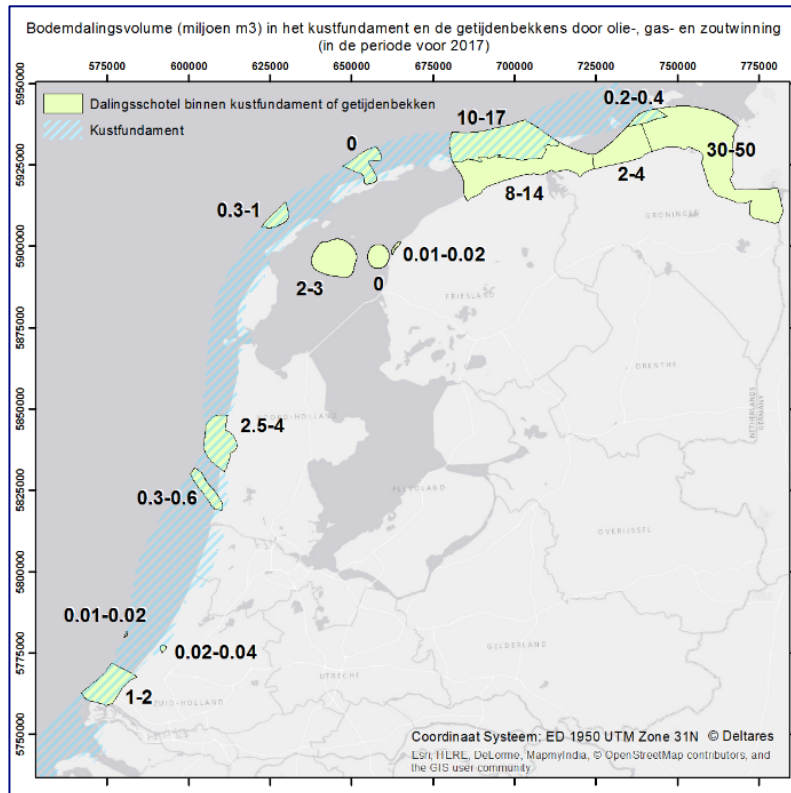 Bodemdalingsvolume (miljoen m3) in het kustfundament en de getijdenbekkens door olie-, gas- en zoutwinning
(in de periode voor 2017)
575000 600000 625000 650000 675000 700000 725000 750000 775000
5950000
5925000
5900000
5875000
5850000
5825000
5800000
5775000
5750000
Dalingsschotel binnen kustfundament of getijdenbekken
Kustfundament
0.2-0.4
10-17
0
30-50
2-4
8-14
0.3-1
GRONINGEN
0.01-0.02
2-3
0
FRIESLAND
DRENTHE
NETHERLANDS
GERMANY
NOORD-HOLLAND
2.5-4
0.3-0.6
FLEVOLAND
OVERIJSSEL
0.01-0.02
0.02-0.04
GELDERLAND
UTRECHT
1-2
ZUID-HOLLAND
Coordinaat Systeem: ED 1950 UTM Zone 31N © Deltares
Esri, HERE, DeLorme, MapmyIndia, © OpenStreetMap contributors, and
the GIS user community